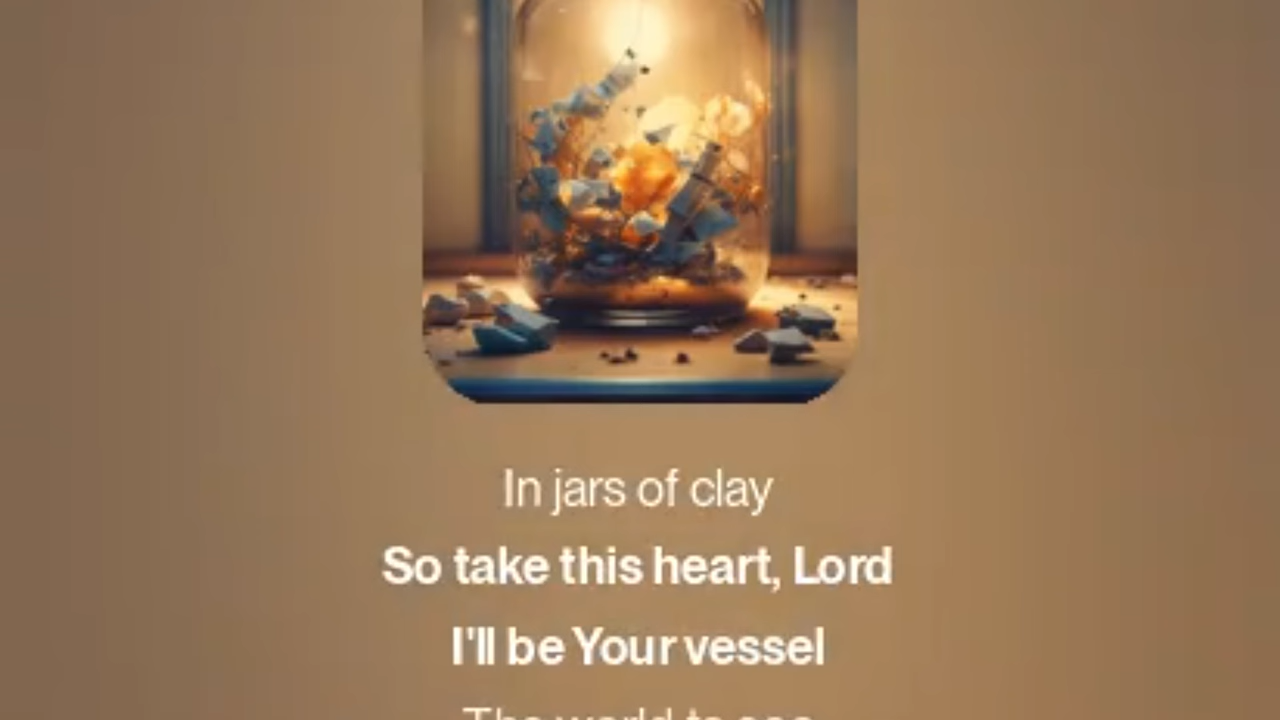 In jars of clay
So take this heart, Lord
I'll be Your vessel
The world to see